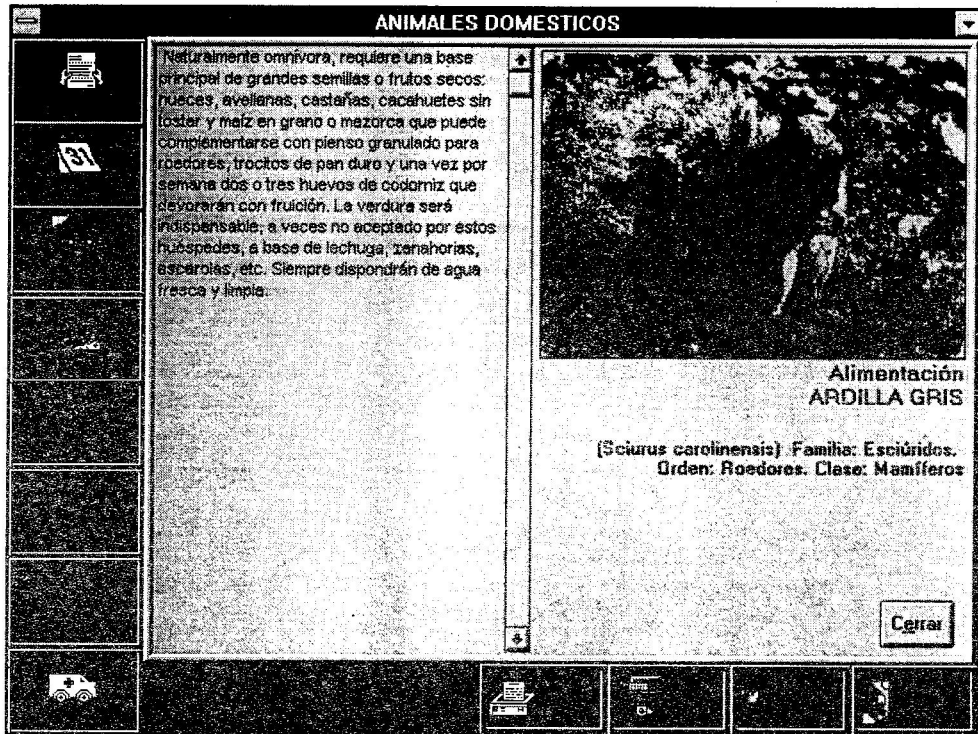 ANIMALES DOMESTICOS
31
Naturalmente omnívora, requiere una base
principal de grandes semillas o frutos secos:
nueces, avellanas, castañas, cacahuetes sin
tostar y maíz en grano o mazorca que puede
complementarse con pienso granulado para
roedores, trocitos de pan duro y una vez por
semana dos o tres huevos de codorniz que
devorarán con fruición. La verdura será
indispensable, a veces no aceptado por estos
huéspedes, a base de lechuga, zanahorias,
escarolas, etc. Siempre dispondrán de agua
fresca y limpia.
Alimentación
ARDILLA GRIS
(Sciurus carolinensis) Familia: Esciúridos.
Orden: Roedores. Clase: Mamíferos
Cerrar